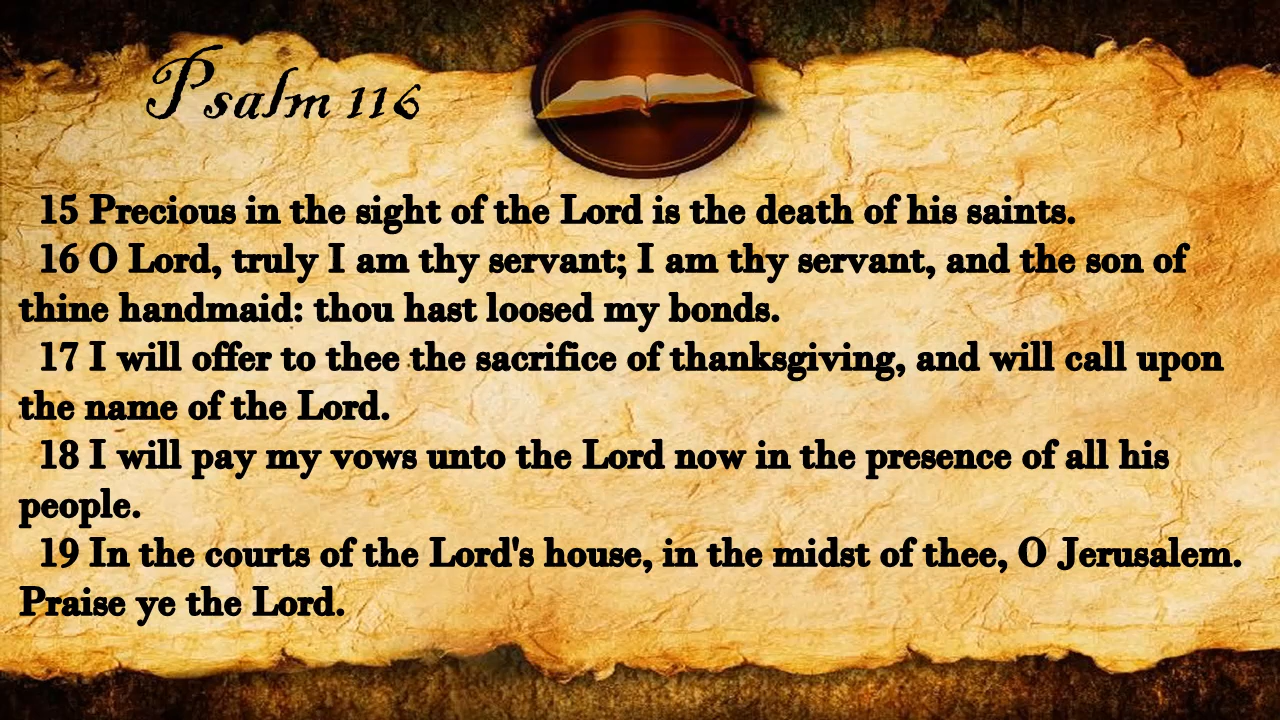 Psalm 116
15 Precious in the sight of the Lord is the death of his saints.
16 O Lord, truly I am thy servant; I am thy servant, and the son of
thine handmaid: thou hast loosed my bonds.
17 I will offer to thee the sacrifice of thanksgiving, and will call upon
the name of the Lord.
18 I will pay my vows unto the Lord now in the presence of all his
people.
19 In the courts of the Lord's house, in the midst of thee, O Jerusalem.
Praise ye the Lord.